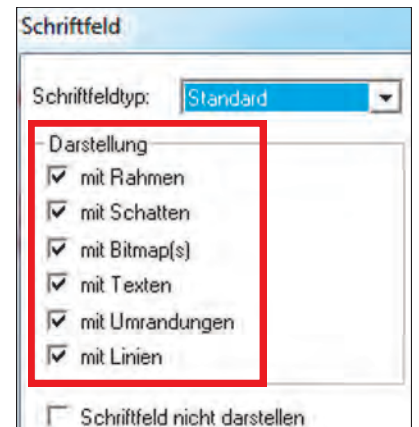 Schriftfeld
Schriftfeldtyp: Standard
Darstellung
mit Rahmen
mit Schatten
mit Bitmap(s)
mit Texten
mit Umrandungen
mit Linien
Schriftfeld nicht darstellen